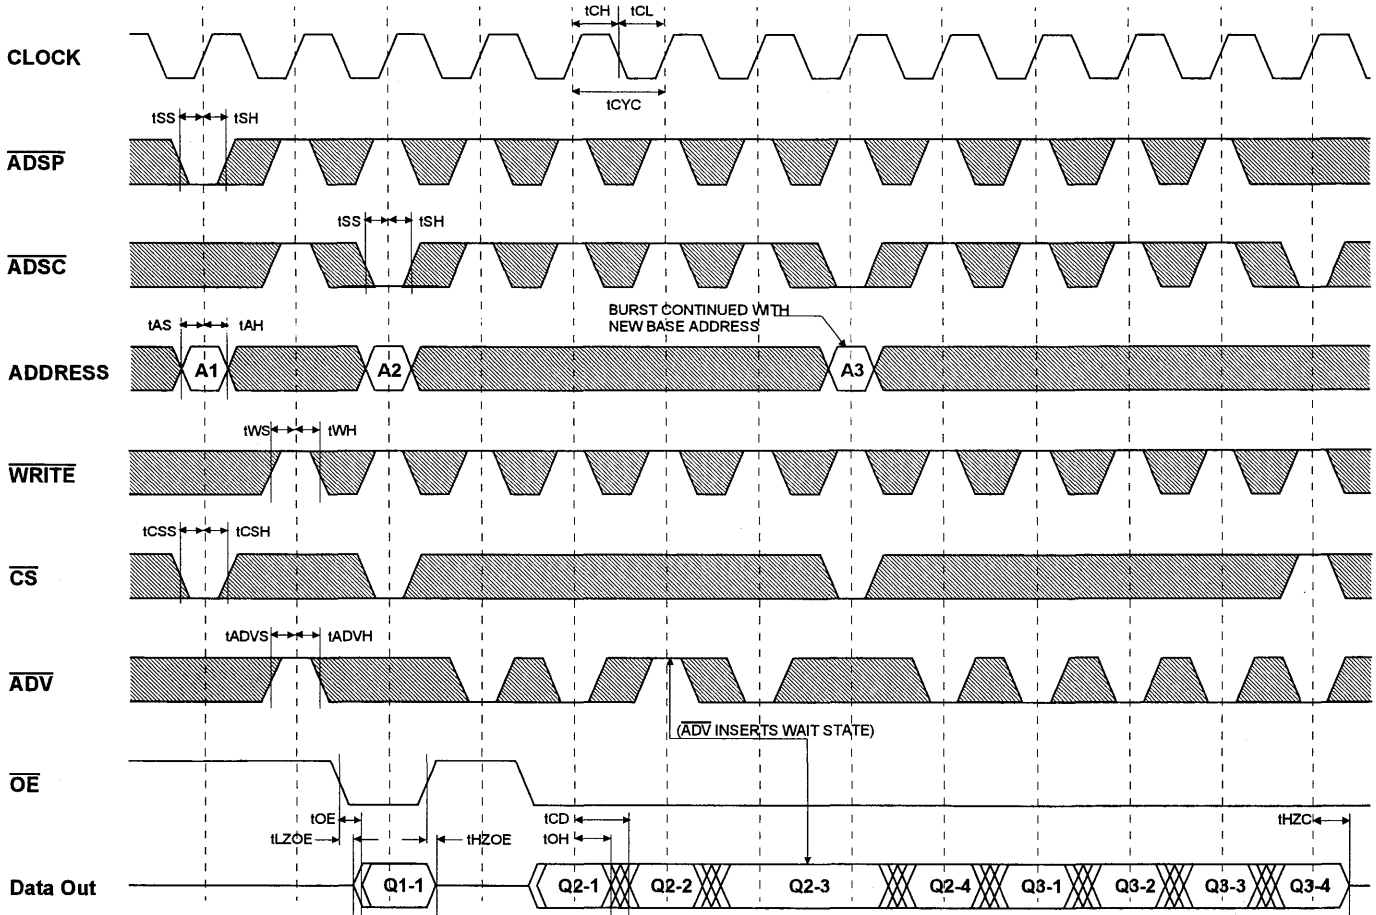 tCH tCL
CLOCK
tCYC
tSS tSH
ADSP
tSS tSH
ADSC
BURST CONTINUED WITH
NEW BASE ADDRESS
tAS tAH
ADDRESS A1 A2 A3
tWS tWH
WRITE
tCSS tCSH
CS
tADVS tADVH
ADV
(ADV INSERTS WAIT STATE)
OE
tOE tCD tHZC
tLZOE tHZOE tOH
Data Out Q1-1 Q2-1 Q2-2 Q2-3 Q2-4 Q3-1 Q3-2 Q3-3 Q3-4